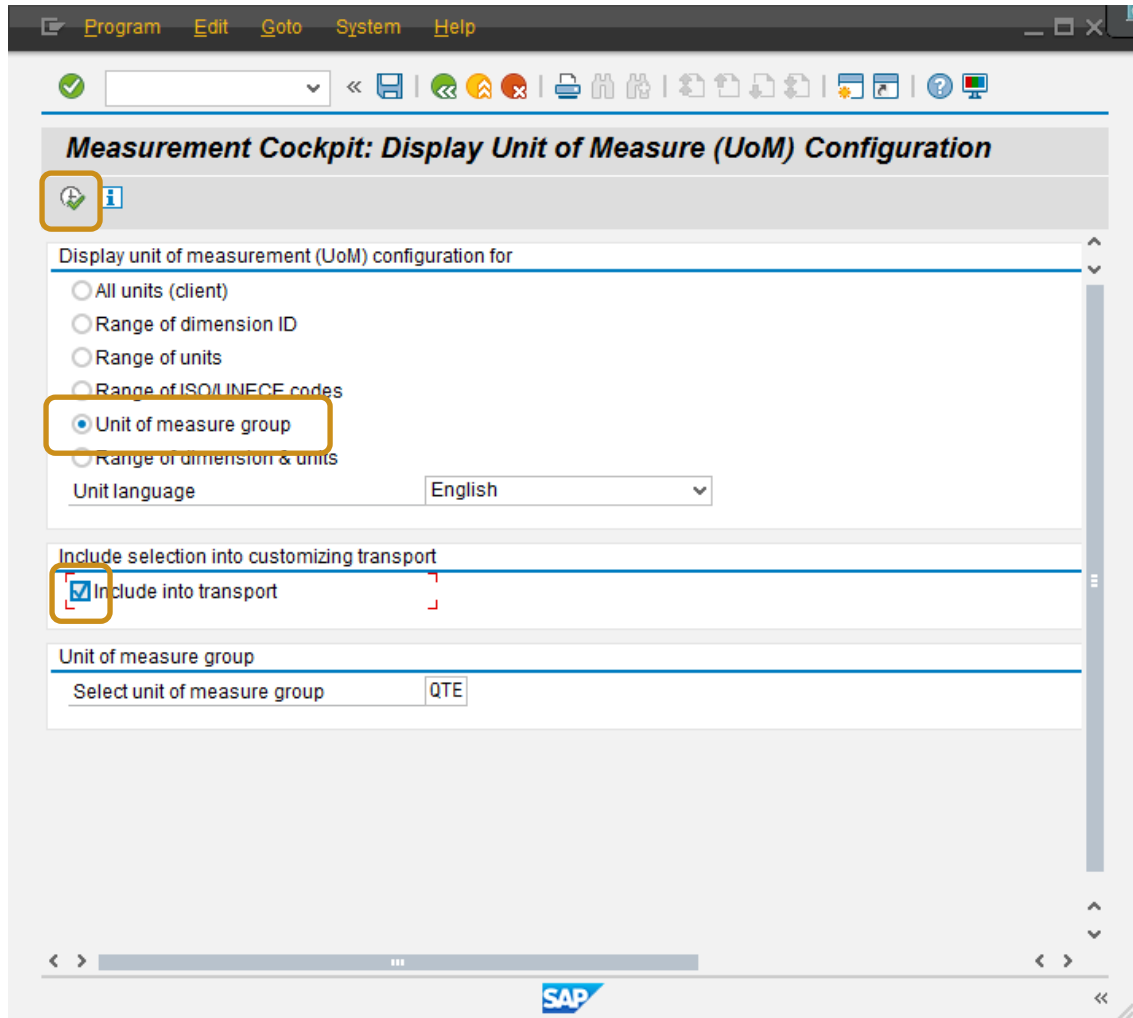 Program Edit Goto System Help
Measurement Cockpit: Display Unit of Measure (UoM) Configuration
Display unit of measurement (UoM) configuration for
All units (client)
Range of dimension ID
Range of units
Range of ISO/UNECE codes
Unit of measure group
Range of dimension & units
Unit language English
Include selection into customizing transport
Include into transport
Unit of measure group
Select unit of measure group QTE
SAP